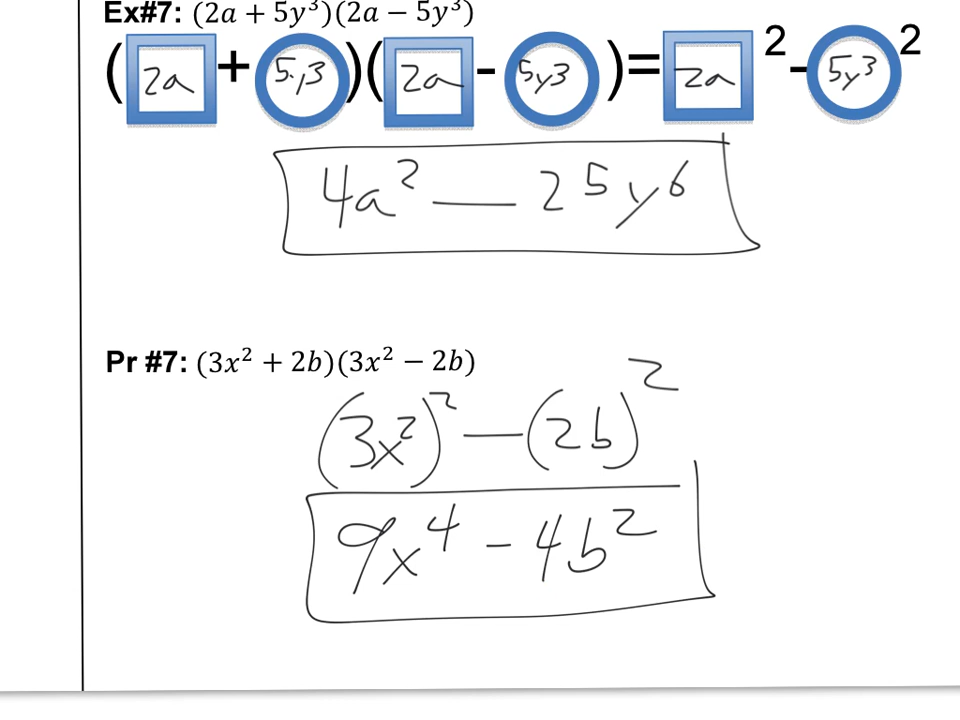 Ex#7: (2a + 5y³)(2a − 5y³)
(2a+5y3)(2a-5y3)=2a²-5y3²
4a² — 25y⁶
Pr #7: (3x² + 2b)(3x² − 2b)
(3x²)² — (2b)²
9x⁴ - 4b²